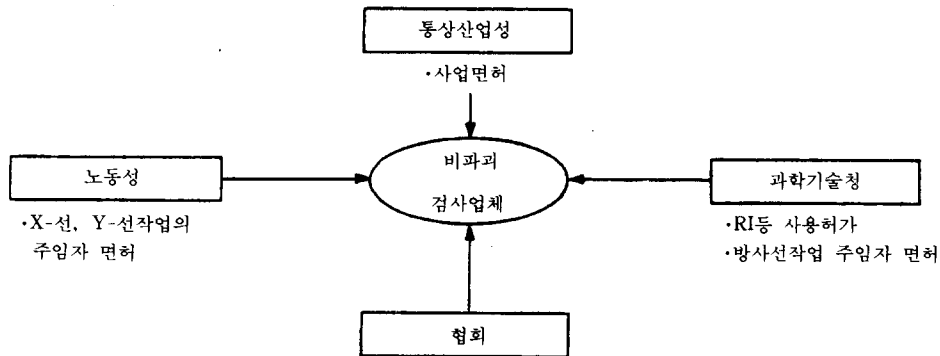 통상산업성
·사업면허
비파괴
검사업체
노동성
·X-선, Y-선작업의
주임자 면허
과학기술청
·RI등 사용허가
·방사선작업 주임자 면허
협회